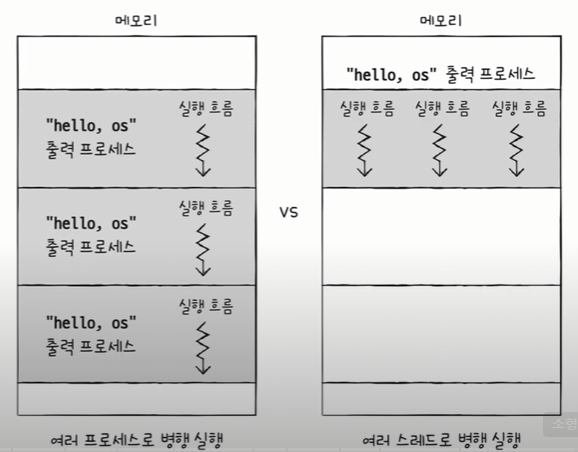 메모리
"hello, os"
출력 프로세스
실행 흐름
"hello, os"
출력 프로세스
실행 흐름
"hello, os"
출력 프로세스
실행 흐름
여러 프로세스로 병행 실행
vs
메모리
"hello, os" 출력 프로세스
실행 흐름 실행 흐름 실행 흐름
여러 스레드로 병행 실행